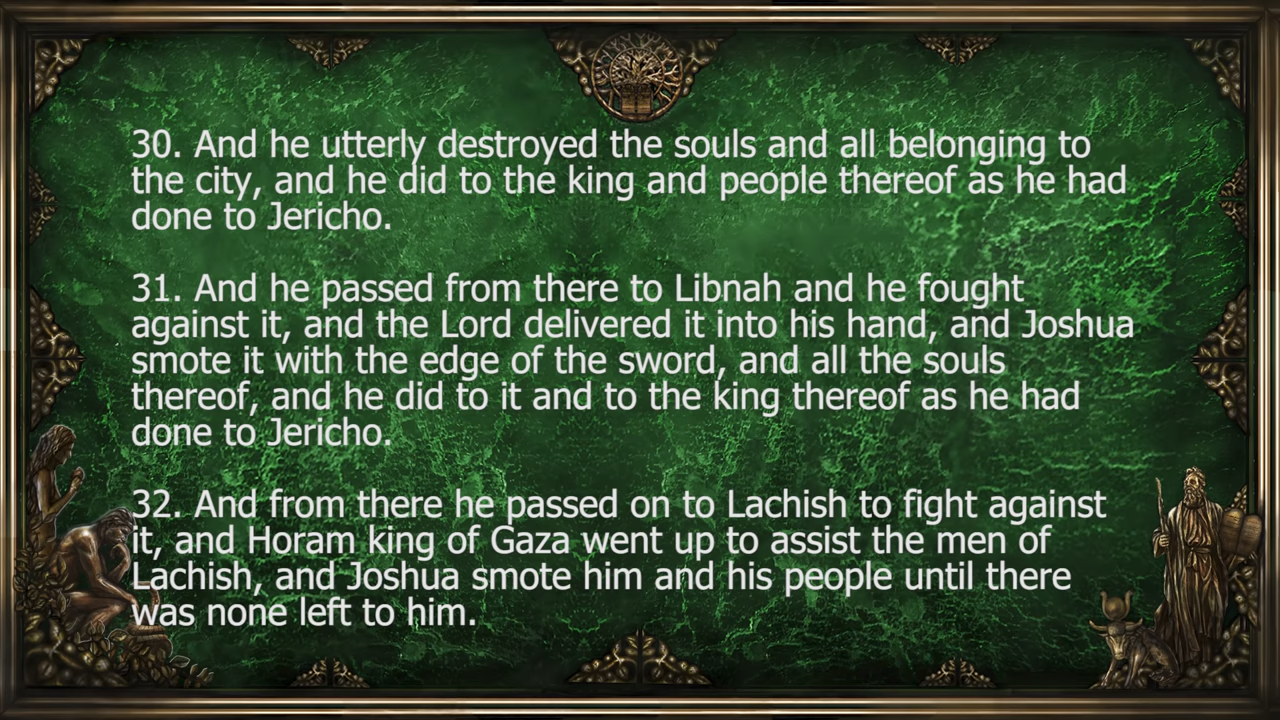 30. And he utterly destroyed the souls and all belonging to
the city, and he did to the king and people thereof as he had
done to Jericho.
31. And he passed from there to Libnah and he fought
against it, and the Lord delivered it into his hand, and Joshua
smote it with the edge of the sword, and all the souls
thereof, and he did to it and to the king thereof as he had
done to Jericho.
32. And from there he passed on to Lachish to fight against
it, and Horam king of Gaza went up to assist the men of
Lachish, and Joshua smote him and his people until there
was none left to him.